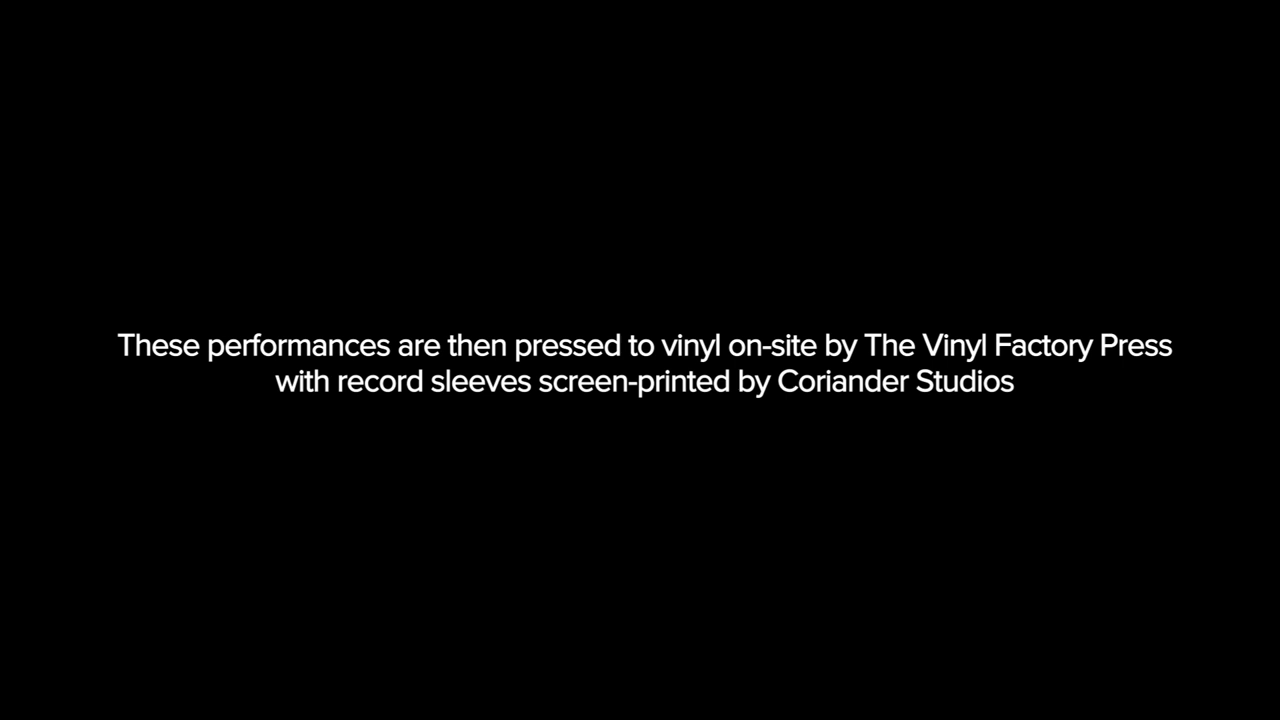 These performances are then pressed to vinyl on-site by The Vinyl Factory Press
with record sleeves screen-printed by Coriander Studios